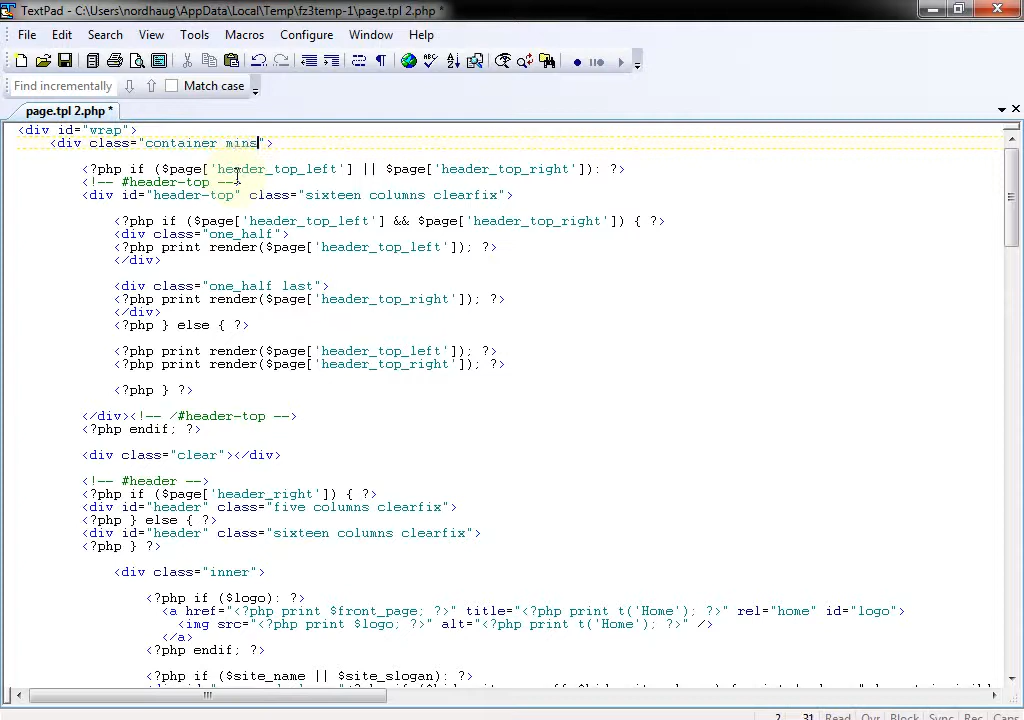 TextPad - C:\Users\nordhaug\AppData\Local\Temp\fz3temp-1\page.tpl 2.php *
File Edit Search View Tools Macros Configure Window Help
Find incrementally Match case
page.tpl 2.php *
<div id="wrap">
<div class="container mins">
<?php if ($page['header_top_left'] || $page['header_top_right']): ?>
<!-- #header-top -->
<div id="header-top" class="sixteen columns clearfix">
<?php if ($page['header_top_left'] && $page['header_top_right']) { ?>
<div class="one_half">
<?php print render($page['header_top_left']); ?>
</div>
<div class="one_half last">
<?php print render($page['header_top_right']); ?>
</div>
<?php } else { ?>
<?php print render($page['header_top_left']); ?>
<?php print render($page['header_top_right']); ?>
<?php } ?>
</div><!-- /#header-top -->
<?php endif; ?>
<div class="clear"></div>
<!-- #header -->
<?php if ($page['header_right']) { ?>
<div id="header" class="five columns clearfix">
<?php } else { ?>
<div id="header" class="sixteen columns clearfix">
<?php } ?>
<div class="inner">
<?php if ($logo): ?>
<a href="<?php print $front_page; ?>" title="<?php print t('Home'); ?>" rel="home" id="logo">
<img src="<?php print $logo; ?>" alt="<?php print t('Home'); ?>" />
</a>
<?php endif; ?>
<?php if ($site_name || $site_slogan): ?>
2 31 Read Ovr Block Sync Rec Caps